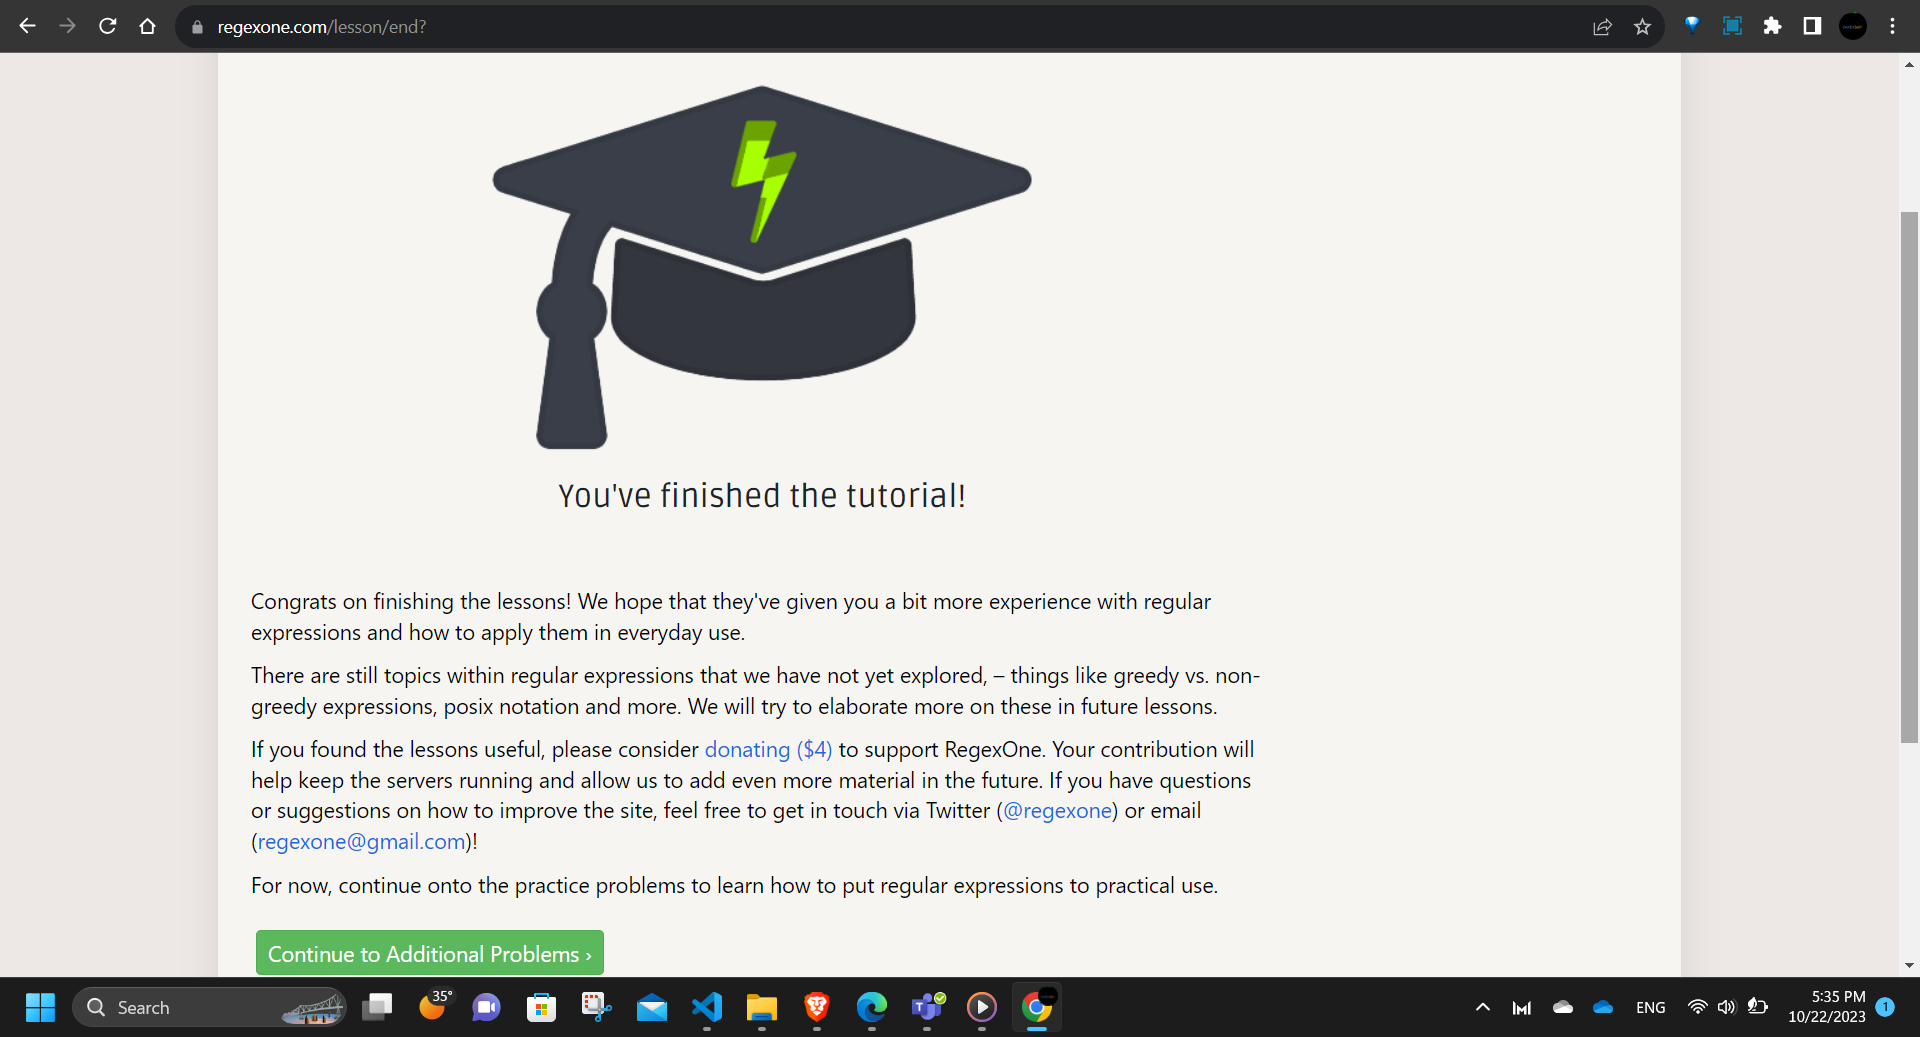 regexone.com/lesson/end?
You've finished the tutorial!
Congrats on finishing the lessons! We hope that they've given you a bit more experience with regular
expressions and how to apply them in everyday use.
There are still topics within regular expressions that we have not yet explored, – things like greedy vs. non-
greedy expressions, posix notation and more. We will try to elaborate more on these in future lessons.
If you found the lessons useful, please consider donating ($4) to support RegexOne. Your contribution will
help keep the servers running and allow us to add even more material in the future. If you have questions
or suggestions on how to improve the site, feel free to get in touch via Twitter (@regexone) or email
(regexone@gmail.com)!
For now, continue onto the practice problems to learn how to put regular expressions to practical use.
Continue to Additional Problems ›
Search
35°
ENG
5:35 PM
10/22/2023
1